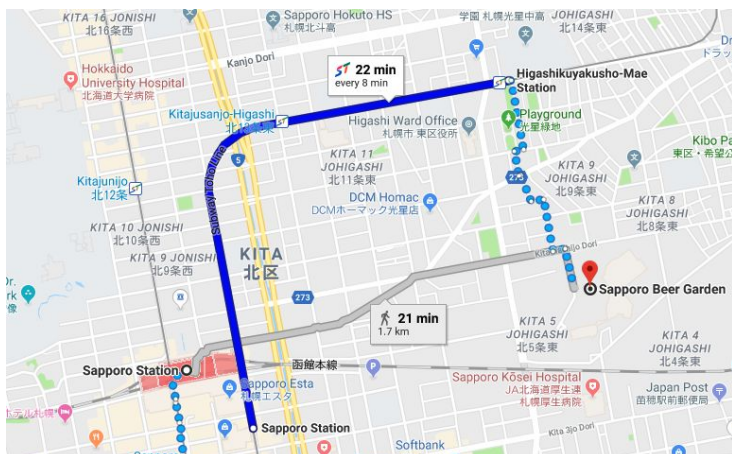 KITA 16 JONISHI
北16条西
Sapporo Hokuto HS
札幌北斗高
学園 札幌光星中高
JOHIGASHI
北14条東
Kanjo Dori
Hokkaido
University Hospital
北海道大学病院
22 min
every 8 min
Higashikuyakusho-Mae
Station
Kitajusanjo-Higashi
Higashi Ward Office
札幌市 東区役所
Playground
光星緑地
5
KITA 11
JOHIGASHI
北11条東
Kibo Pa
東区・希望公
Kitajunijo
北12条
KITA 9
JOHIGASHI
北9条東
273
DCM Homac
DCMホーマック光星店
KITA 8
JOHIGASHI
北8条東
KITA 10 JONISHI
北10条西
KITA 9 JONISHI
北9条西
KITA
北区
Dr.
像
273
Sapporo Beer Garden
21 min
1.7 km
KITA 5
JOHIGASHI
北5条東
KITA 4
JOHIGASHI
北4条東
Sapporo Station
函館本線
Sapporo Esta
札幌エスタ
Sapporo Kōsei Hospital
JA北海道厚生連
札幌厚生病院
Japan Post
苗穂駅前郵便局
ホテル札幌
Sapporo Station
Softbank
Kita 3jo Dori